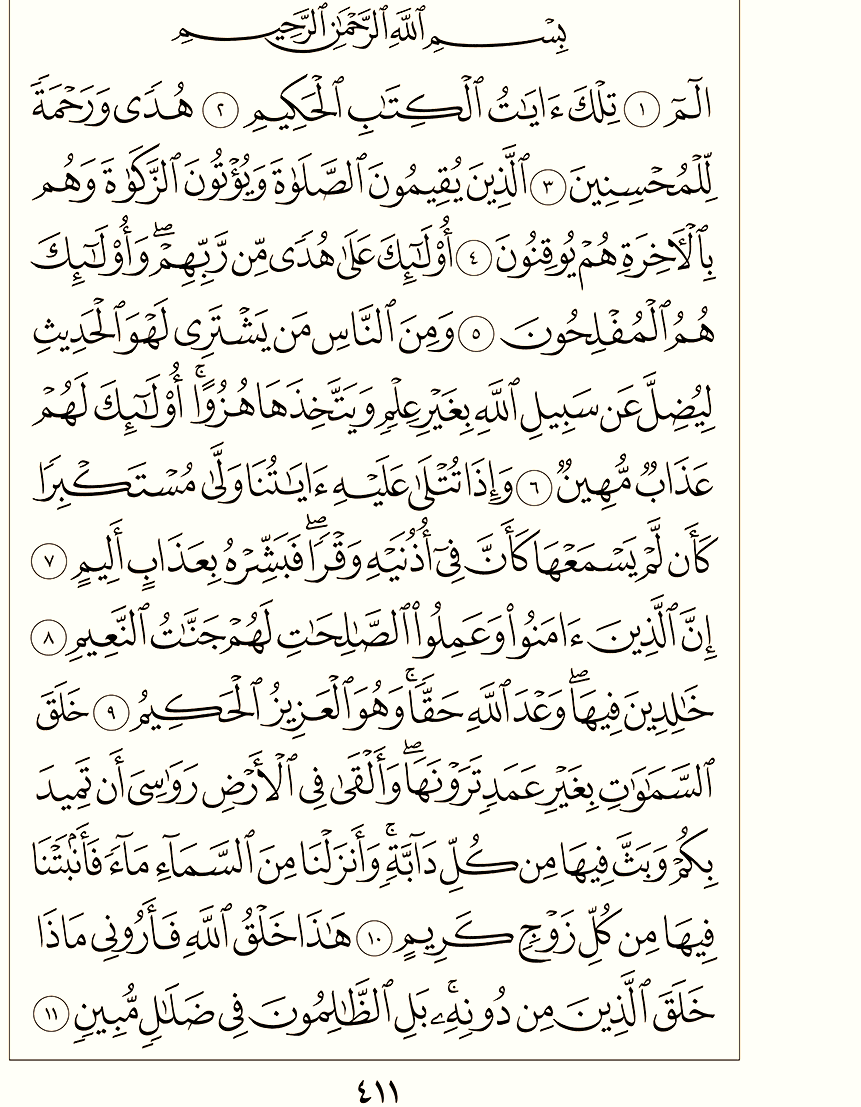 بِسْمِ ٱللَّهِ ٱلرَّحْمَٰنِ ٱلرَّحِيمِ
الٓمٓ ١ تِلْكَ ءَايَٰتُ ٱلْكِتَٰبِ ٱلْحَكِيمِ ٢ هُدًى وَرَحْمَةً
لِّلْمُحْسِنِينَ ٣ ٱلَّذِينَ يُقِيمُونَ ٱلصَّلَوٰةَ وَيُؤْتُونَ ٱلزَّكَوٰةَ وَهُم
بِٱلْأٓخِرَةِ هُمْ يُوقِنُونَ ٤ أُو۟لَٰٓئِكَ عَلَىٰ هُدًى مِّن رَّبِّهِمْۖ وَأُو۟لَٰٓئِكَ
هُمُ ٱلْمُفْلِحُونَ ٥ وَمِنَ ٱلنَّاسِ مَن يَشْتَرِى لَهْوَ ٱلْحَدِيثِ
لِيُضِلَّ عَن سَبِيلِ ٱللَّهِ بِغَيْرِ عِلْمٍ وَيَتَّخِذَهَا هُزُوًاۚ أُو۟لَٰٓئِكَ لَهُمْ
عَذَابٌ مُّهِينٌ ٦ وَإِذَا تُتْلَىٰ عَلَيْهِ ءَايَٰتُنَا وَلَّىٰ مُسْتَكْبِرًا
كَأَن لَّمْ يَسْمَعْهَا كَأَنَّ فِىٓ أُذُنَيْهِ وَقْرًاۖ فَبَشِّرْهُ بِعَذَابٍ أَلِيمٍ ٧
إِنَّ ٱلَّذِينَ ءَامَنُوا۟ وَعَمِلُوا۟ ٱلصَّٰلِحَٰتِ لَهُمْ جَنَّٰتُ ٱلنَّعِيمِ ٨
خَٰلِدِينَ فِيهَاۖ وَعْدَ ٱللَّهِ حَقًّاۚ وَهُوَ ٱلْعَزِيزُ ٱلْحَكِيمُ ٩ خَلَقَ
ٱلسَّمَٰوَٰتِ بِغَيْرِ عَمَدٍ تَرَوْنَهَاۖ وَأَلْقَىٰ فِى ٱلْأَرْضِ رَوَٰسِىَ أَن تَمِيدَ
بِكُمْ وَبَثَّ فِيهَا مِن كُلِّ دَآبَّةٍۚ وَأَنزَلْنَا مِنَ ٱلسَّمَآءِ مَآءً فَأَنۢبَتْنَا
فِيهَا مِن كُلِّ زَوْجٍ كَرِيمٍ ١٠ هَٰذَا خَلْقُ ٱللَّهِ فَأَرُونِى مَاذَا
خَلَقَ ٱلَّذِينَ مِن دُونِهِۦۚ بَلِ ٱلظَّٰلِمُونَ فِى ضَلَٰلٍ مُّبِينٍ ١١
٤١١